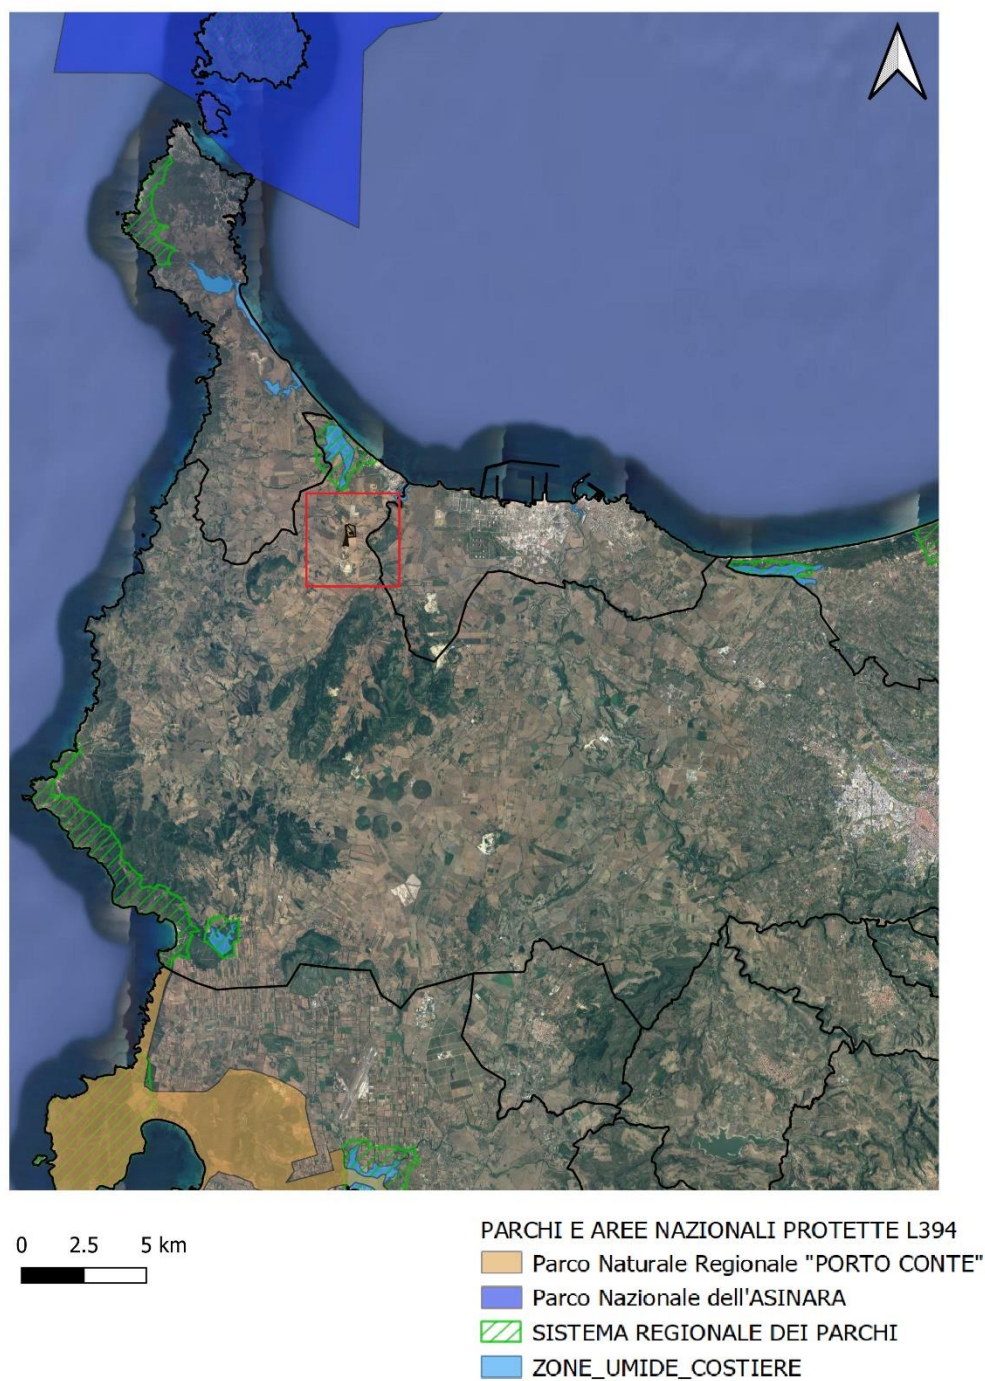 0 2.5 5 km
PARCHI E AREE NAZIONALI PROTETTE L394
Parco Naturale Regionale "PORTO CONTE"
Parco Nazionale dell'ASINARA
SISTEMA REGIONALE DEI PARCHI
ZONE_UMIDE_COSTIERE